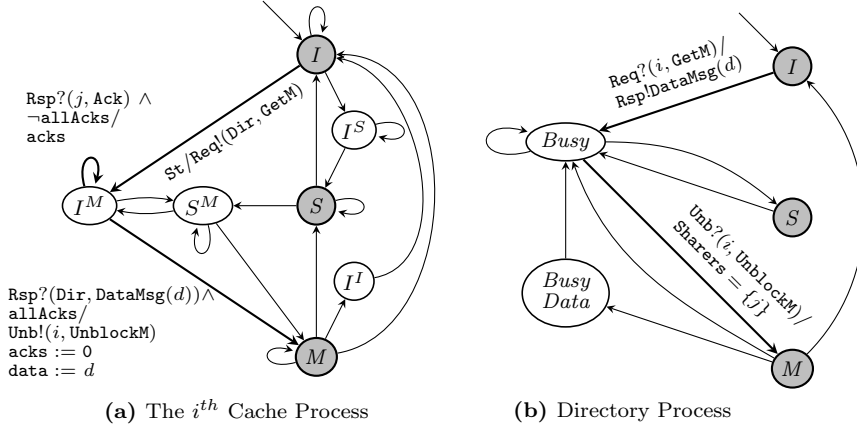 I
Rsp?(j, Ack) ∧
¬allAcks/
acks
St/Req!(Dir, GetM)
I^S
I^M
S^M
S
I^I
Rsp?(Dir, DataMsg(d))∧
allAcks/
Unb!(i, UnblockM)
acks := 0
data := d
M
(a) The i^th Cache Process
Req?(i, GetM)/
Rsp!DataMsg(d)
I
Busy
S
Unb?(i, UnblockM)/
Sharers = {j}
Busy
Data
M
(b) Directory Process